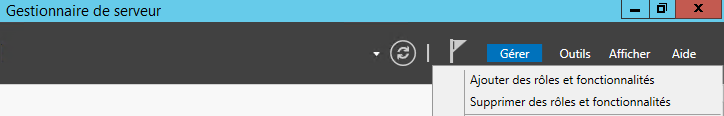 Gestionnaire de serveur
Gérer Outils Afficher Aide
Ajouter des rôles et fonctionnalités
Supprimer des rôles et fonctionnalités